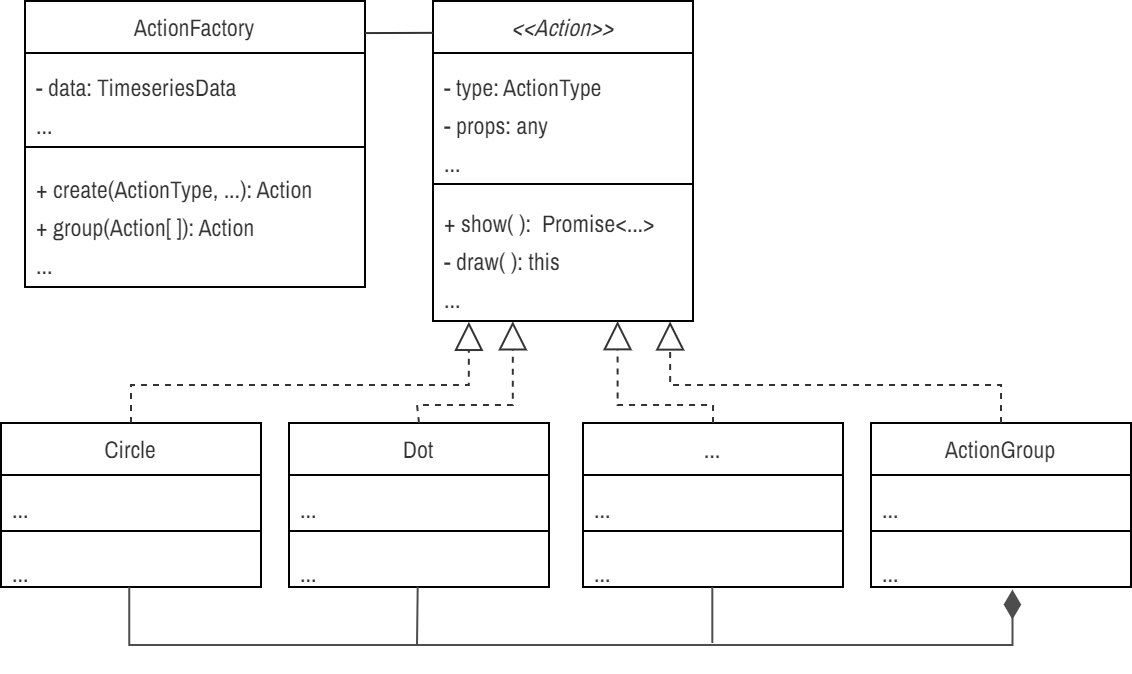 ActionFactory
- data: TimeseriesData
...
+ create(ActionType, ...): Action
+ group(Action[ ]): Action
...
<<Action>>
- type: ActionType
- props: any
...
+ show( ):  Promise<...>
- draw( ): this
...
Circle
...
...
Dot
...
...
...
...
...
ActionGroup
...
...